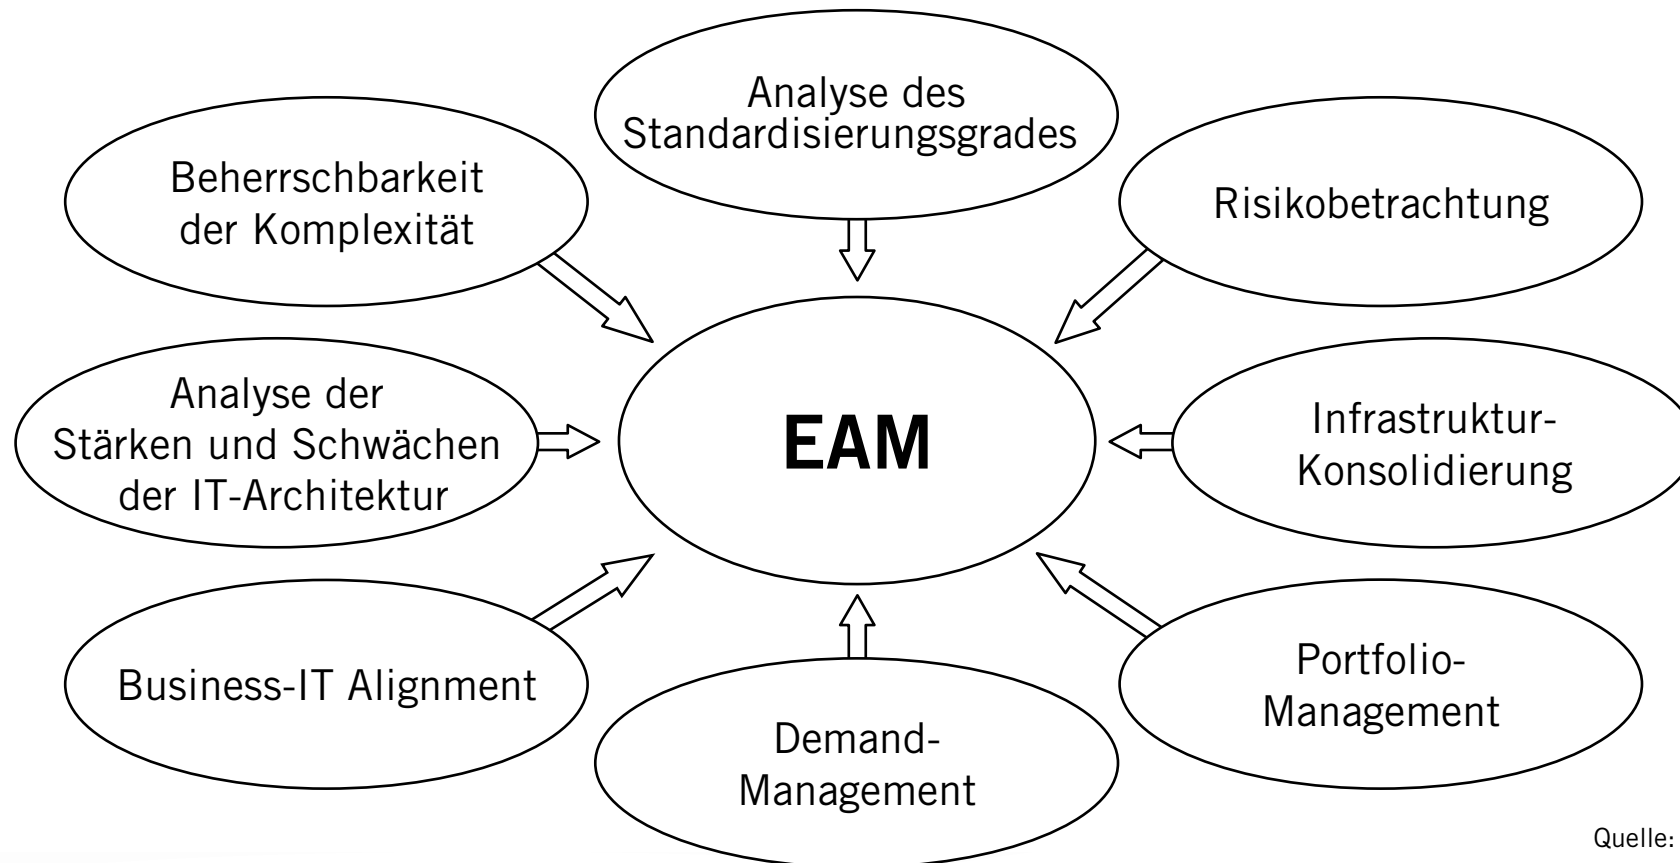 Analyse des
Standardisierungsgrades
Beherrschbarkeit
der Komplexität
Risikobetrachtung
Analyse der
Stärken und Schwächen
der IT-Architektur
EAM
Infrastruktur-
Konsolidierung
Business-IT Alignment
Demand-
Management
Portfolio-
Management
Quelle: